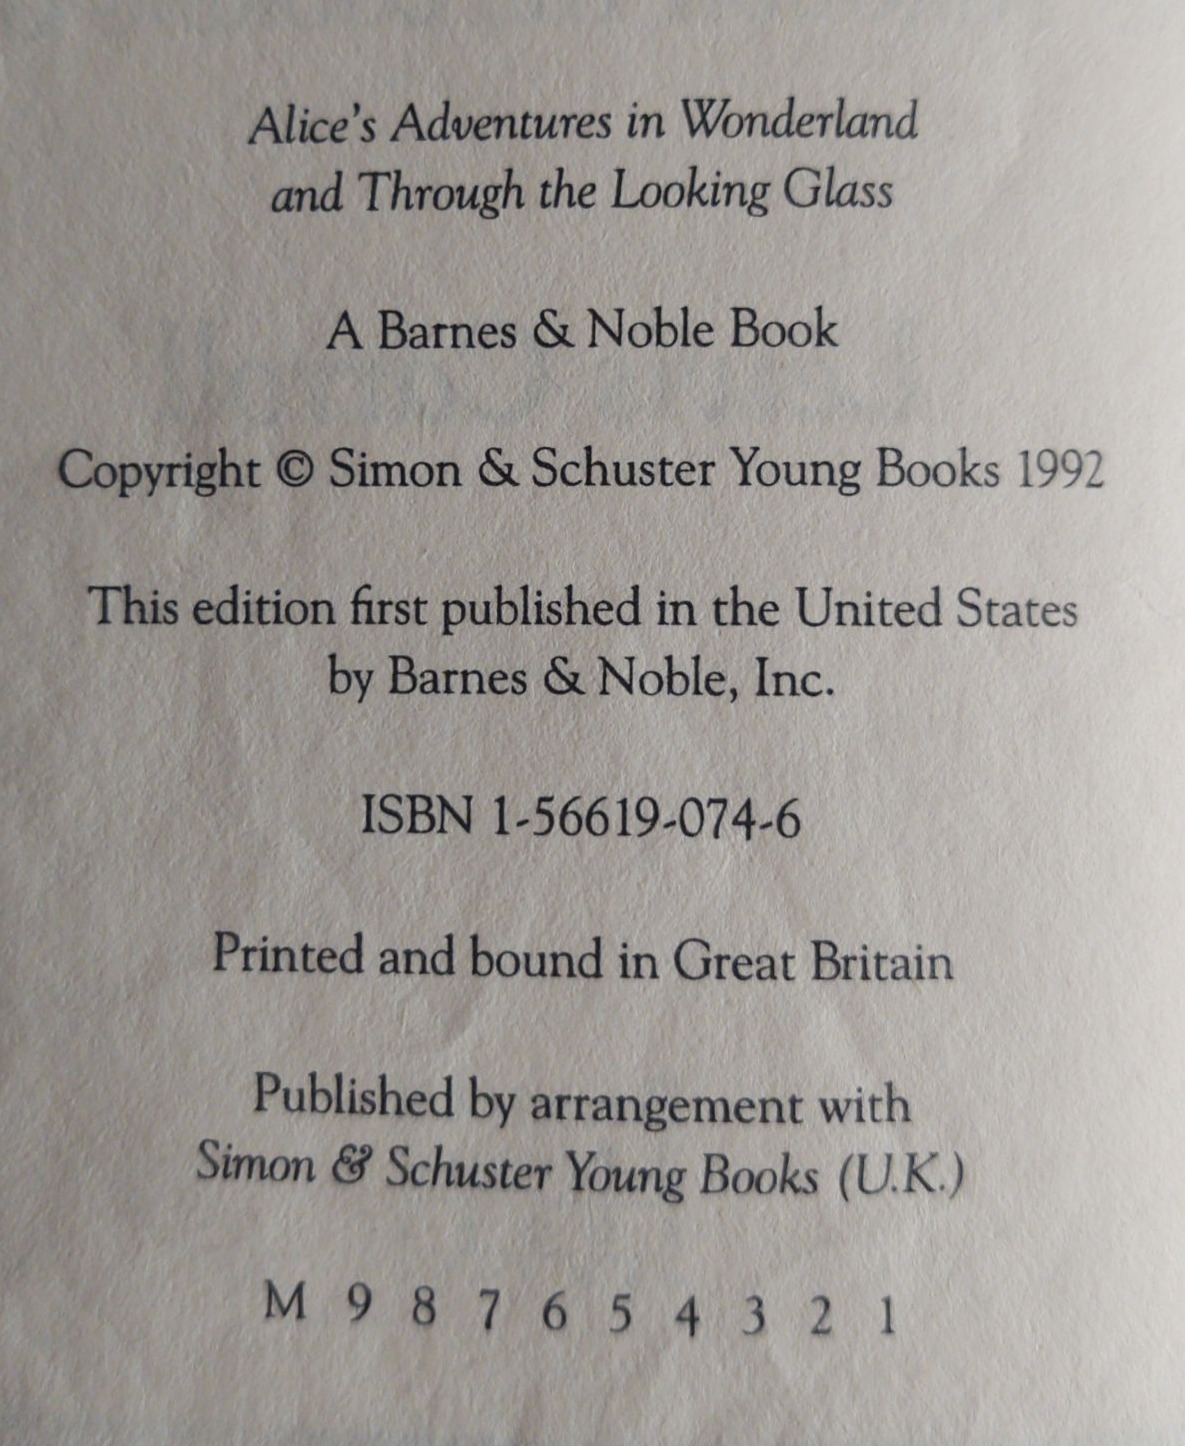 Alice's Adventures in Wonderland
and Through the Looking Glass
A Barnes & Noble Book
Copyright © Simon & Schuster Young Books 1992
This edition first published in the United States
by Barnes & Noble, Inc.
ISBN 1-56619-074-6
Printed and bound in Great Britain
Published by arrangement with
Simon & Schuster Young Books (U.K.)
M 9 8 7 6 5 4 3 2 1